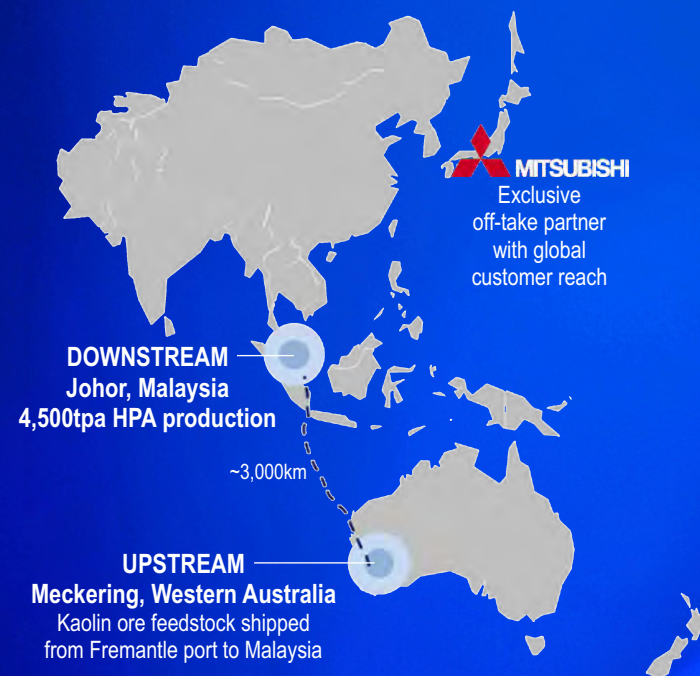 MITSUBISHI
Exclusive
off-take partner
with global
customer reach
DOWNSTREAM
Johor, Malaysia
4,500tpa HPA production
~3,000km
UPSTREAM
Meckering, Western Australia
Kaolin ore feedstock shipped
from Fremantle port to Malaysia